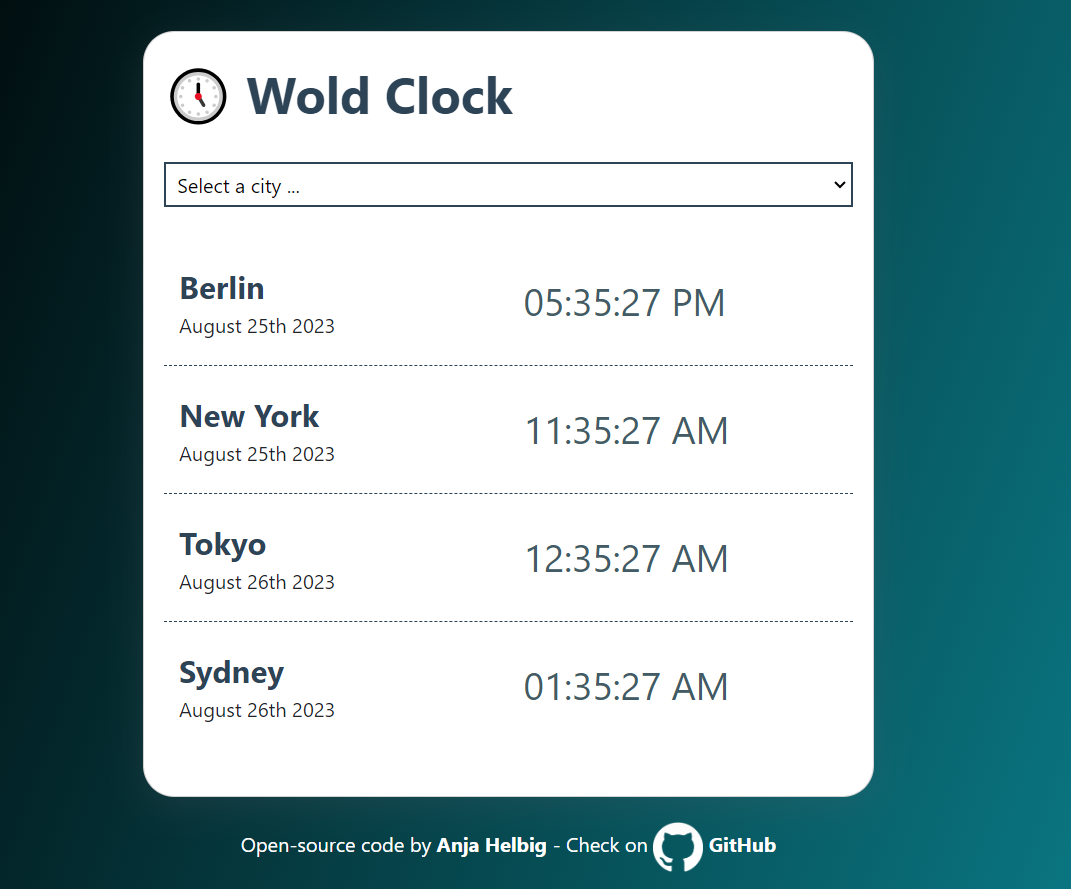 Wold Clock
Select a city ...
Berlin
August 25th 2023
05:35:27 PM
New York
August 25th 2023
11:35:27 AM
Tokyo
August 26th 2023
12:35:27 AM
Sydney
August 26th 2023
01:35:27 AM
Open-source code by Anja Helbig - Check on GitHub